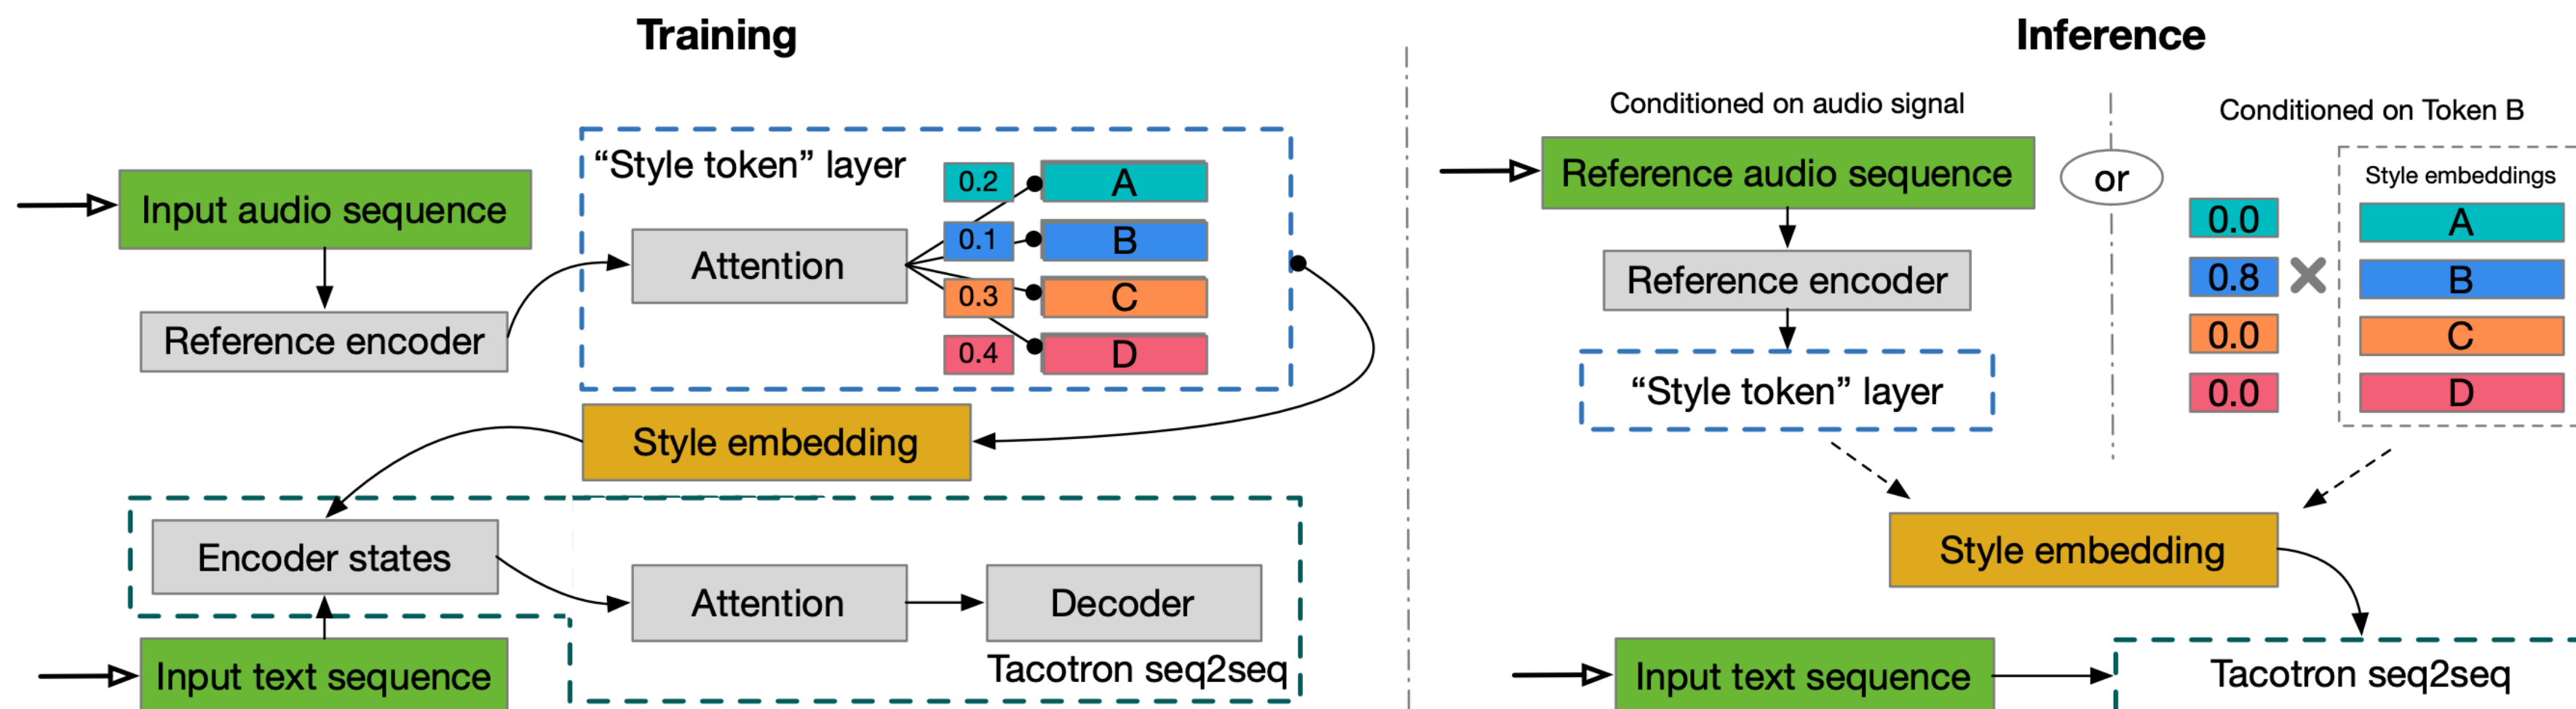 Training
Input audio sequence
Reference encoder
“Style token” layer
Attention
0.2
A
0.1
B
0.3
C
0.4
D
Style embedding
Encoder states
Attention
Decoder
Tacotron seq2seq
Input text sequence
Inference
Conditioned on audio signal
Reference audio sequence
Reference encoder
“Style token” layer
or
Conditioned on Token B
Style embeddings
0.0
A
0.8
B
0.0
C
0.0
D
Style embedding
Input text sequence
Tacotron seq2seq